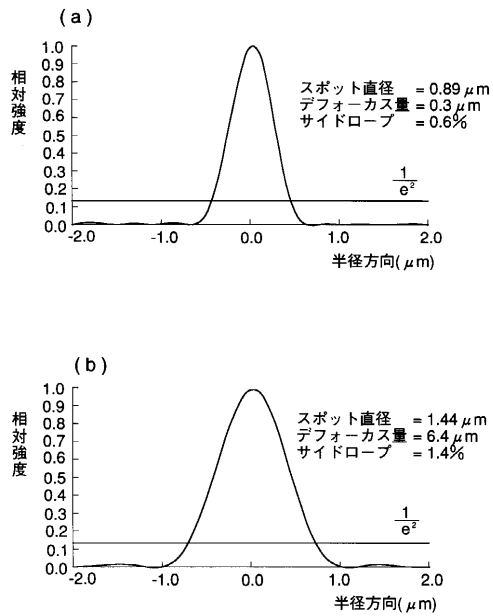 (a)
相対強度
1.0
0.9
0.8
0.7
0.6
0.5
0.4
0.3
0.2
0.1
0.0
スポット直径 = 0.89 μm
デフォーカス量 = 0.3 μm
サイドローブ = 0.6%
1
e²
-2.0 -1.0 0.0 1.0 2.0
半径方向(μm)
(b)
相対強度
1.0
0.9
0.8
0.7
0.6
0.5
0.4
0.3
0.2
0.1
0.0
スポット直径 = 1.44 μm
デフォーカス量 = 6.4 μm
サイドローブ = 1.4%
1
e²
-2.0 -1.0 0.0 1.0 2.0
半径方向(μm)